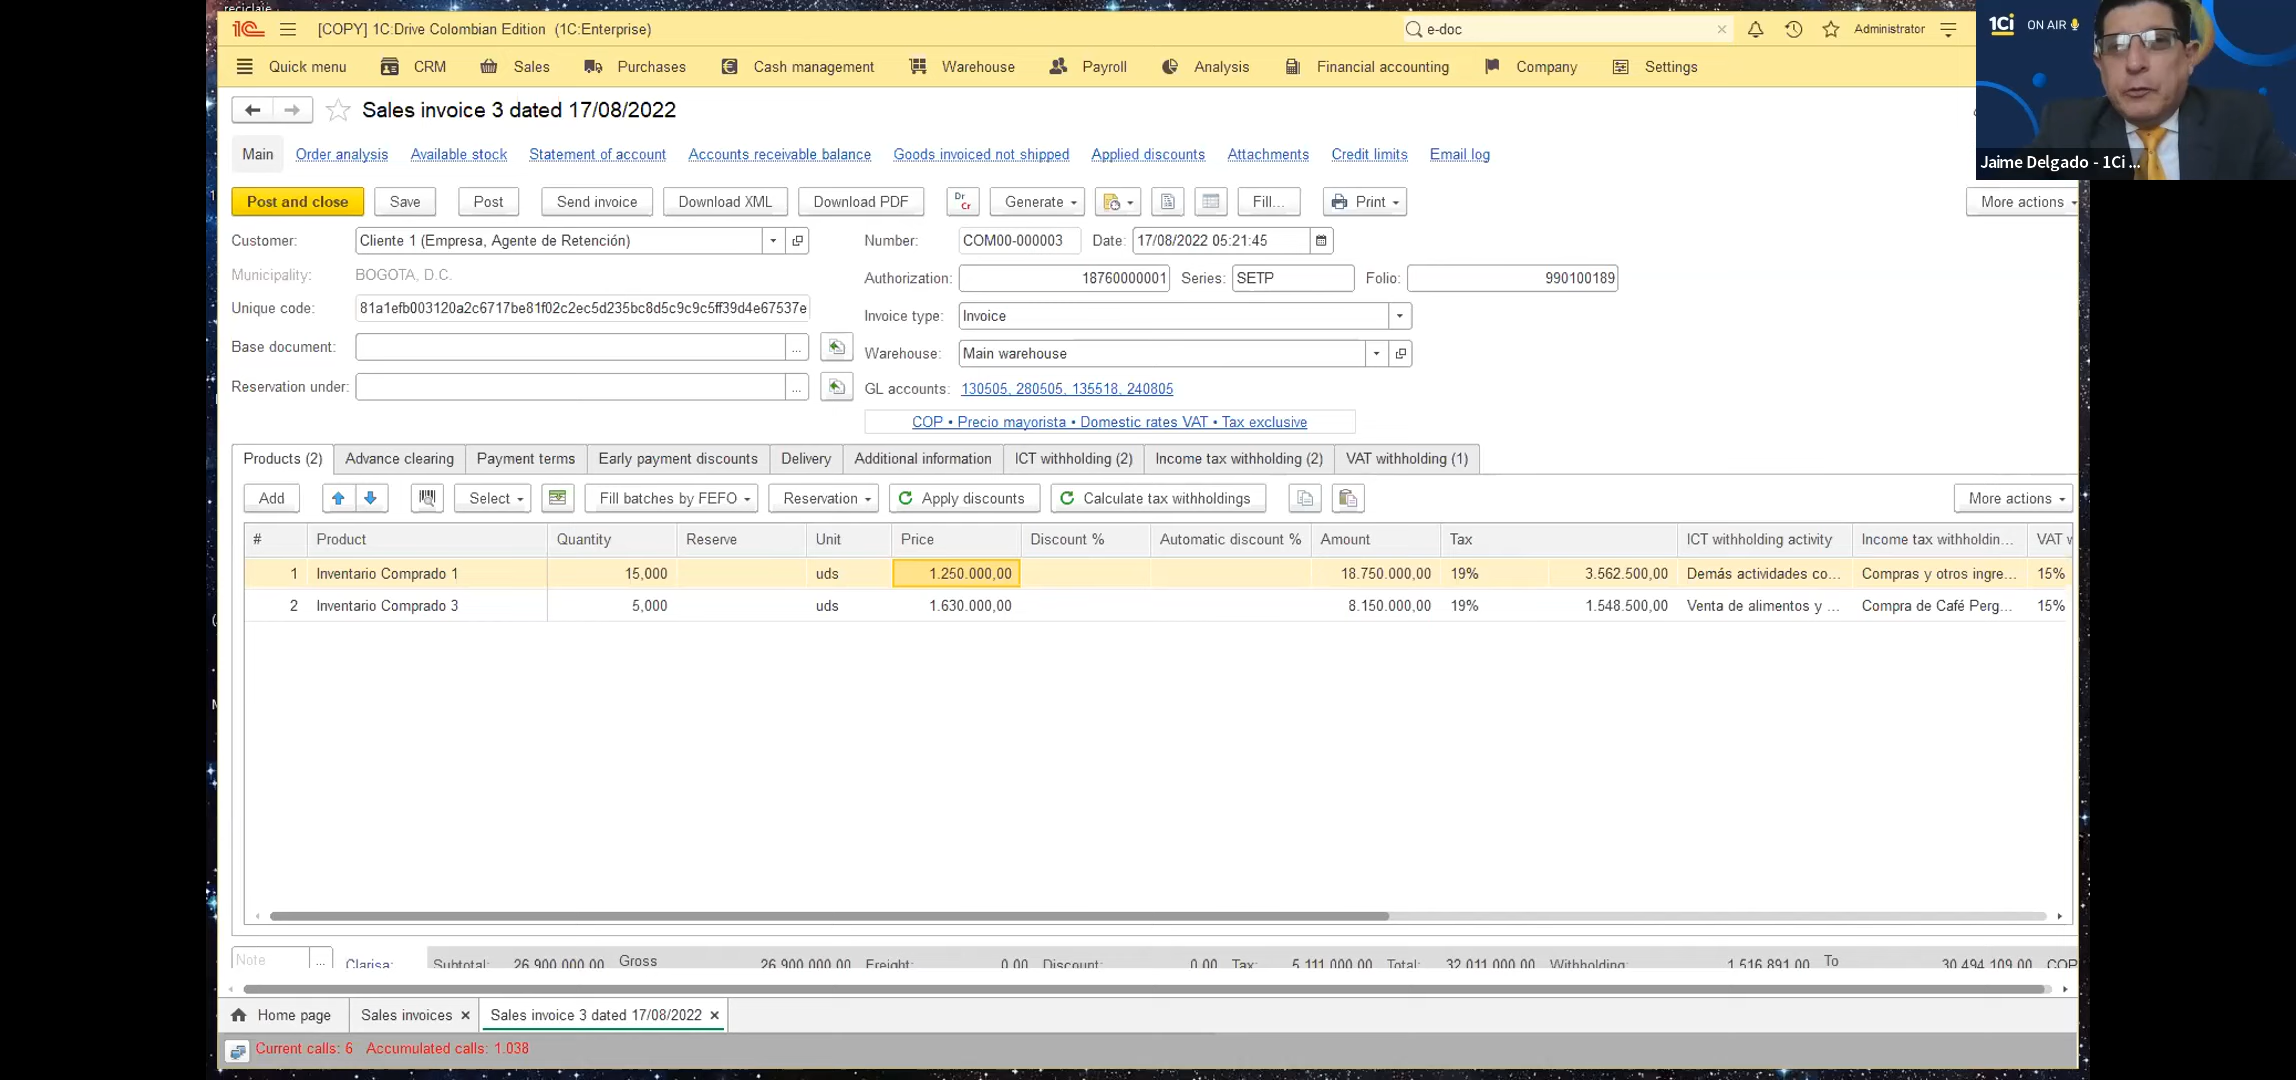 reciclaje
[COPY] 1C:Drive Colombian Edition (1C:Enterprise)
e-doc
Administrator
1Ci ON AIR
Quick menu CRM Sales Purchases Cash management Warehouse Payroll Analysis Financial accounting Company Settings
Sales invoice 3 dated 17/08/2022
Jaime Delgado - 1Ci ...
Main Order analysis Available stock Statement of account Accounts receivable balance Goods invoiced not shipped Applied discounts Attachments Credit limits Email log
Post and close Save Post Send invoice Download XML Download PDF Dr Cr Generate Fill... Print More actions
Customer: Cliente 1 (Empresa, Agente de Retención) Number: COM00-000003 Date: 17/08/2022 05:21:45
Municipality: BOGOTA, D.C. Authorization: 18760000001 Series: SETP Folio: 990100189
Unique code: 81a1efb003120a2c6717be81f02c2ec5d235bc8d5c9c9c5ff39d4e67537e Invoice type: Invoice
Base document: ... Warehouse: Main warehouse
Reservation under: ... GL accounts: 130505, 280505, 135518, 240805
COP • Precio mayorista • Domestic rates VAT • Tax exclusive
Products (2) Advance clearing Payment terms Early payment discounts Delivery Additional information ICT withholding (2) Income tax withholding (2) VAT withholding (1)
Add Select Fill batches by FEFO Reservation Apply discounts Calculate tax withholdings More actions
# Product Quantity Reserve Unit Price Discount % Automatic discount % Amount Tax ICT withholding activity Income tax withholdin... VAT w
1 Inventario Comprado 1 15,000 uds 1.250.000,00 18.750.000,00 19% 3.562.500,00 Demás actividades co... Compras y otros ingre... 15%
2 Inventario Comprado 3 5,000 uds 1.630.000,00 8.150.000,00 19% 1.548.500,00 Venta de alimentos y ... Compra de Café Perg... 15%
Note ... Clarisa: Subtotal: 26.900.000,00 Gross 26.900.000,00 Freight: 0,00 Discount: 0,00 Tax: 5.111.000,00 Total: 32.011.000,00 Withholding: 1.516.891,00 To 30.494.109,00 COP
Home page Sales invoices × Sales invoice 3 dated 17/08/2022 ×
Current calls: 6 Accumulated calls: 1.038